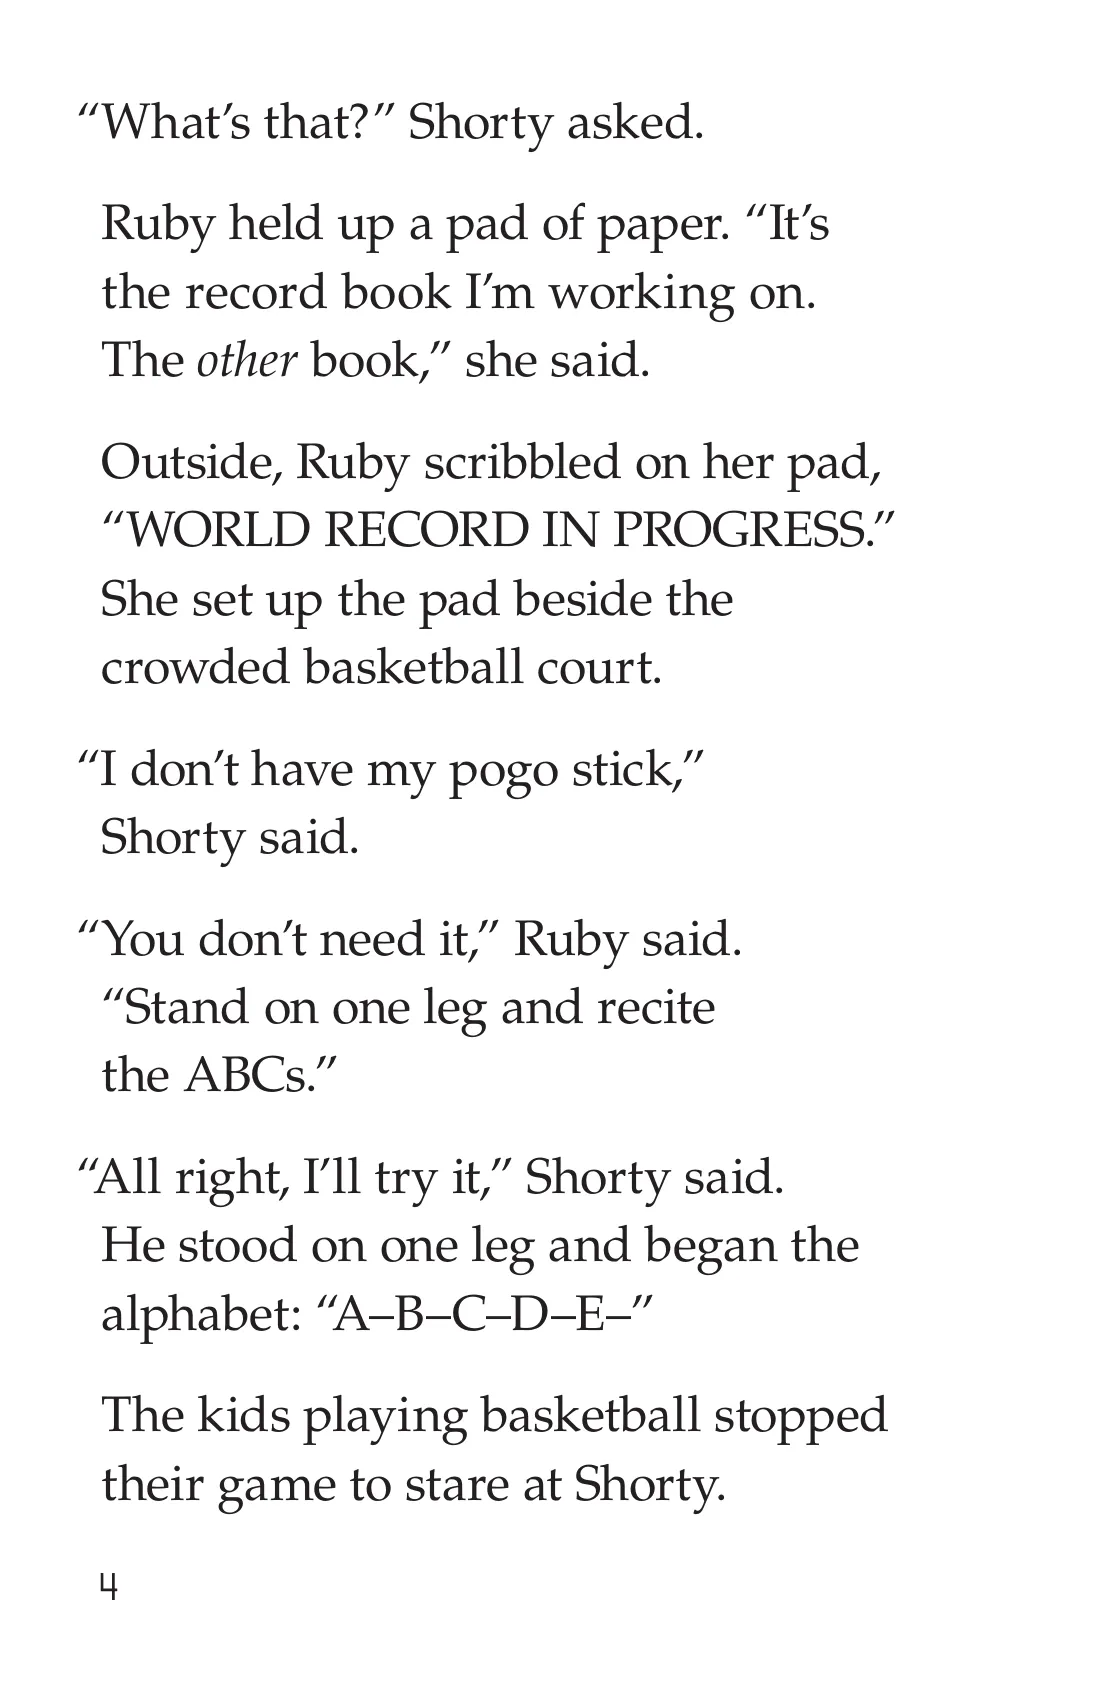 “What’s that?” Shorty asked.
Ruby held up a pad of paper. “It’s
the record book I’m working on.
The other book,” she said.
Outside, Ruby scribbled on her pad,
“WORLD RECORD IN PROGRESS.”
She set up the pad beside the
crowded basketball court.
“I don’t have my pogo stick,”
Shorty said.
“You don’t need it,” Ruby said.
“Stand on one leg and recite
the ABCs.”
“All right, I’ll try it,” Shorty said.
He stood on one leg and began the
alphabet: “A–B–C–D–E–”
The kids playing basketball stopped
their game to stare at Shorty.
4